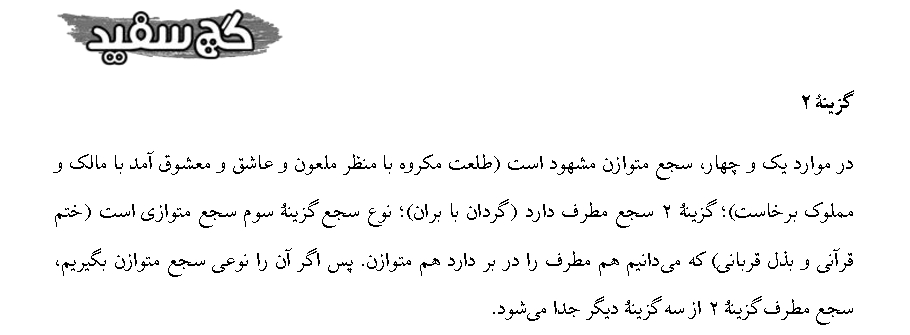 گچ سفید
گزینهٔ ۲
در موارد یک و چهار، سجع متوازن مشهود است (طلعت مکروه با منظر ملعون و عاشق و معشوق آمد با مالک و
مملوک برخاست)؛ گزینهٔ ۲ سجع مطرف دارد (گردان با بران)؛ نوع سجع گزینهٔ سوم سجع متوازی است (ختم
قرآنی و بذل قربانی) که می‌دانیم هم مطرف را در بر دارد هم متوازن. پس اگر آن را نوعی سجع متوازن بگیریم،
سجع مطرف گزینهٔ ۲ از سه گزینهٔ دیگر جدا می‌شود.